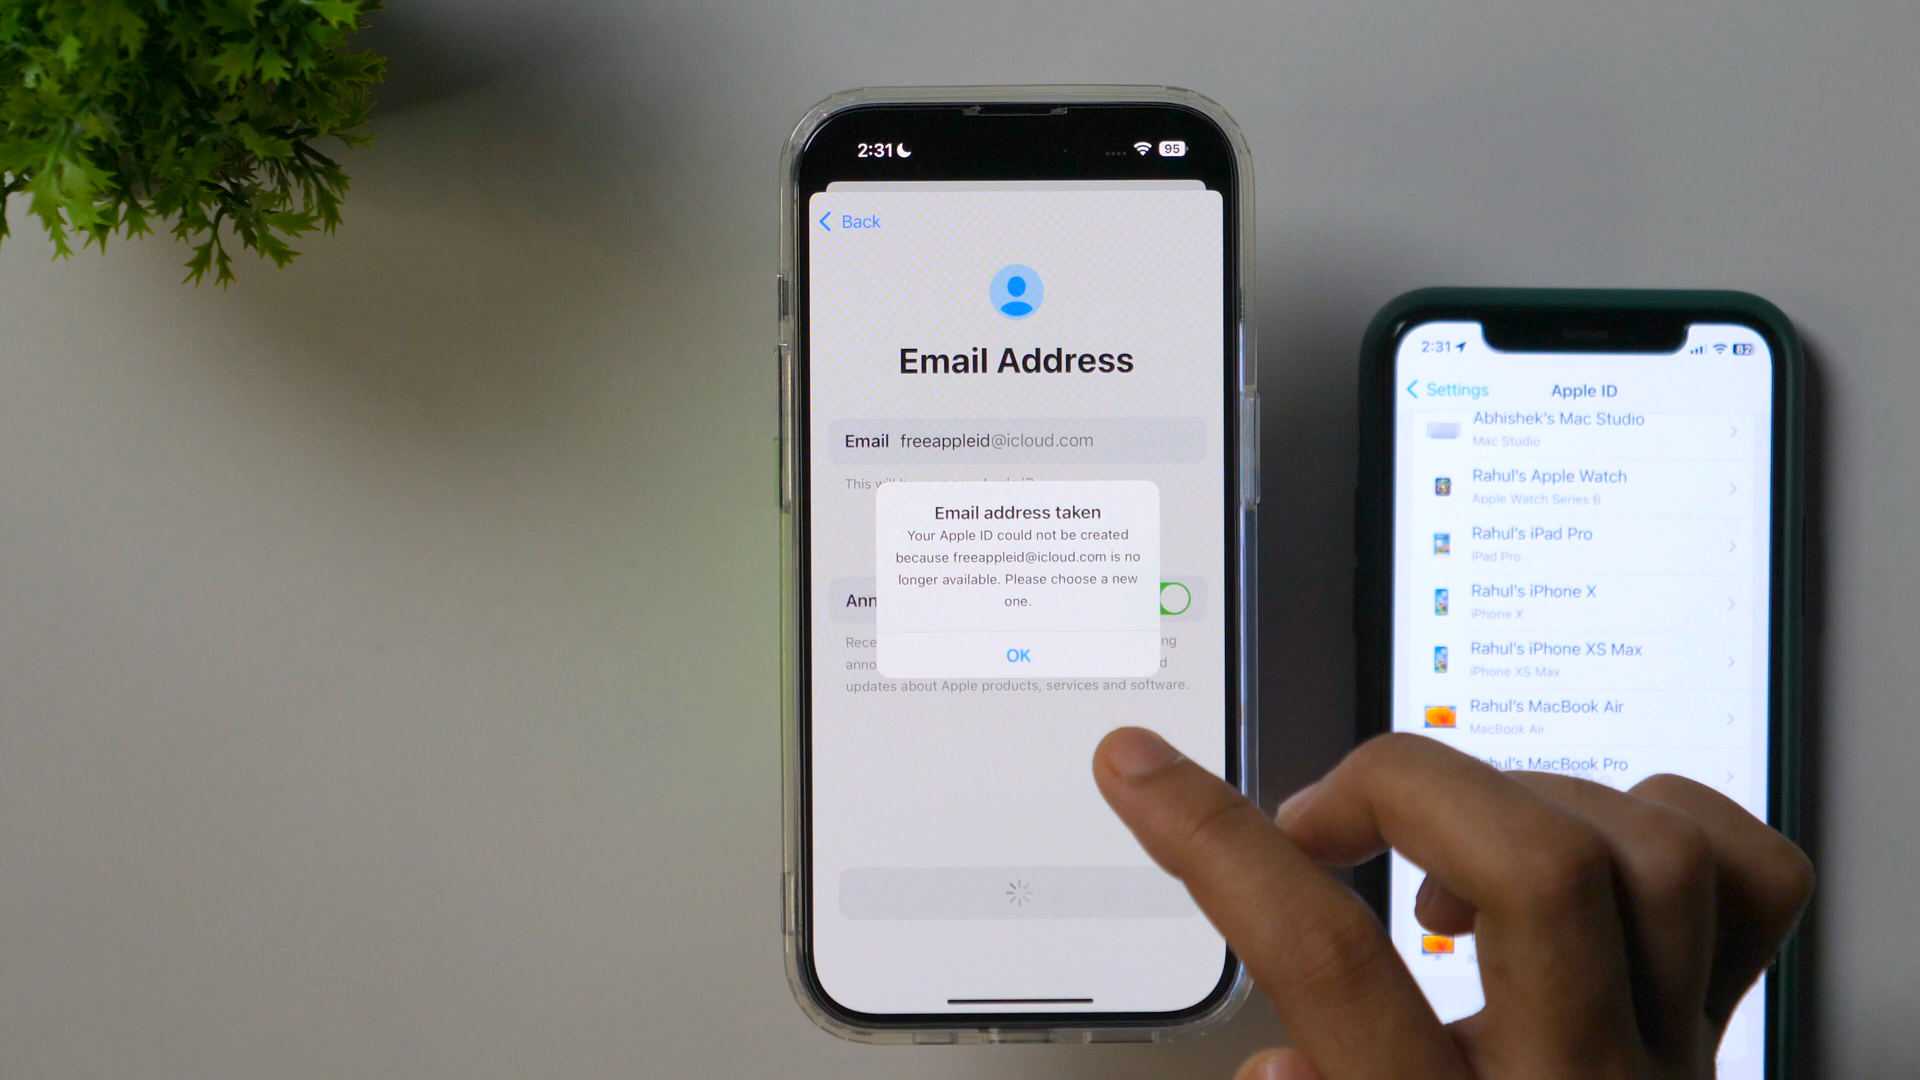 2:31
95
Back
Email Address
Email freeappleid@icloud.com
This
Email address taken
Your Apple ID could not be created
because freeappleid@icloud.com is no
longer available. Please choose a new
one.
OK
Ann
Rece ng
anno d
updates about Apple products, services and software.
2:31
82
Settings
Apple ID
Abhishek's Mac Studio
Mac Studio
Rahul's Apple Watch
Apple Watch Series 6
Rahul's iPad Pro
iPad Pro
Rahul's iPhone X
iPhone X
Rahul's iPhone XS Max
iPhone XS Max
Rahul's MacBook Air
MacBook Air
hul's MacBook Pro